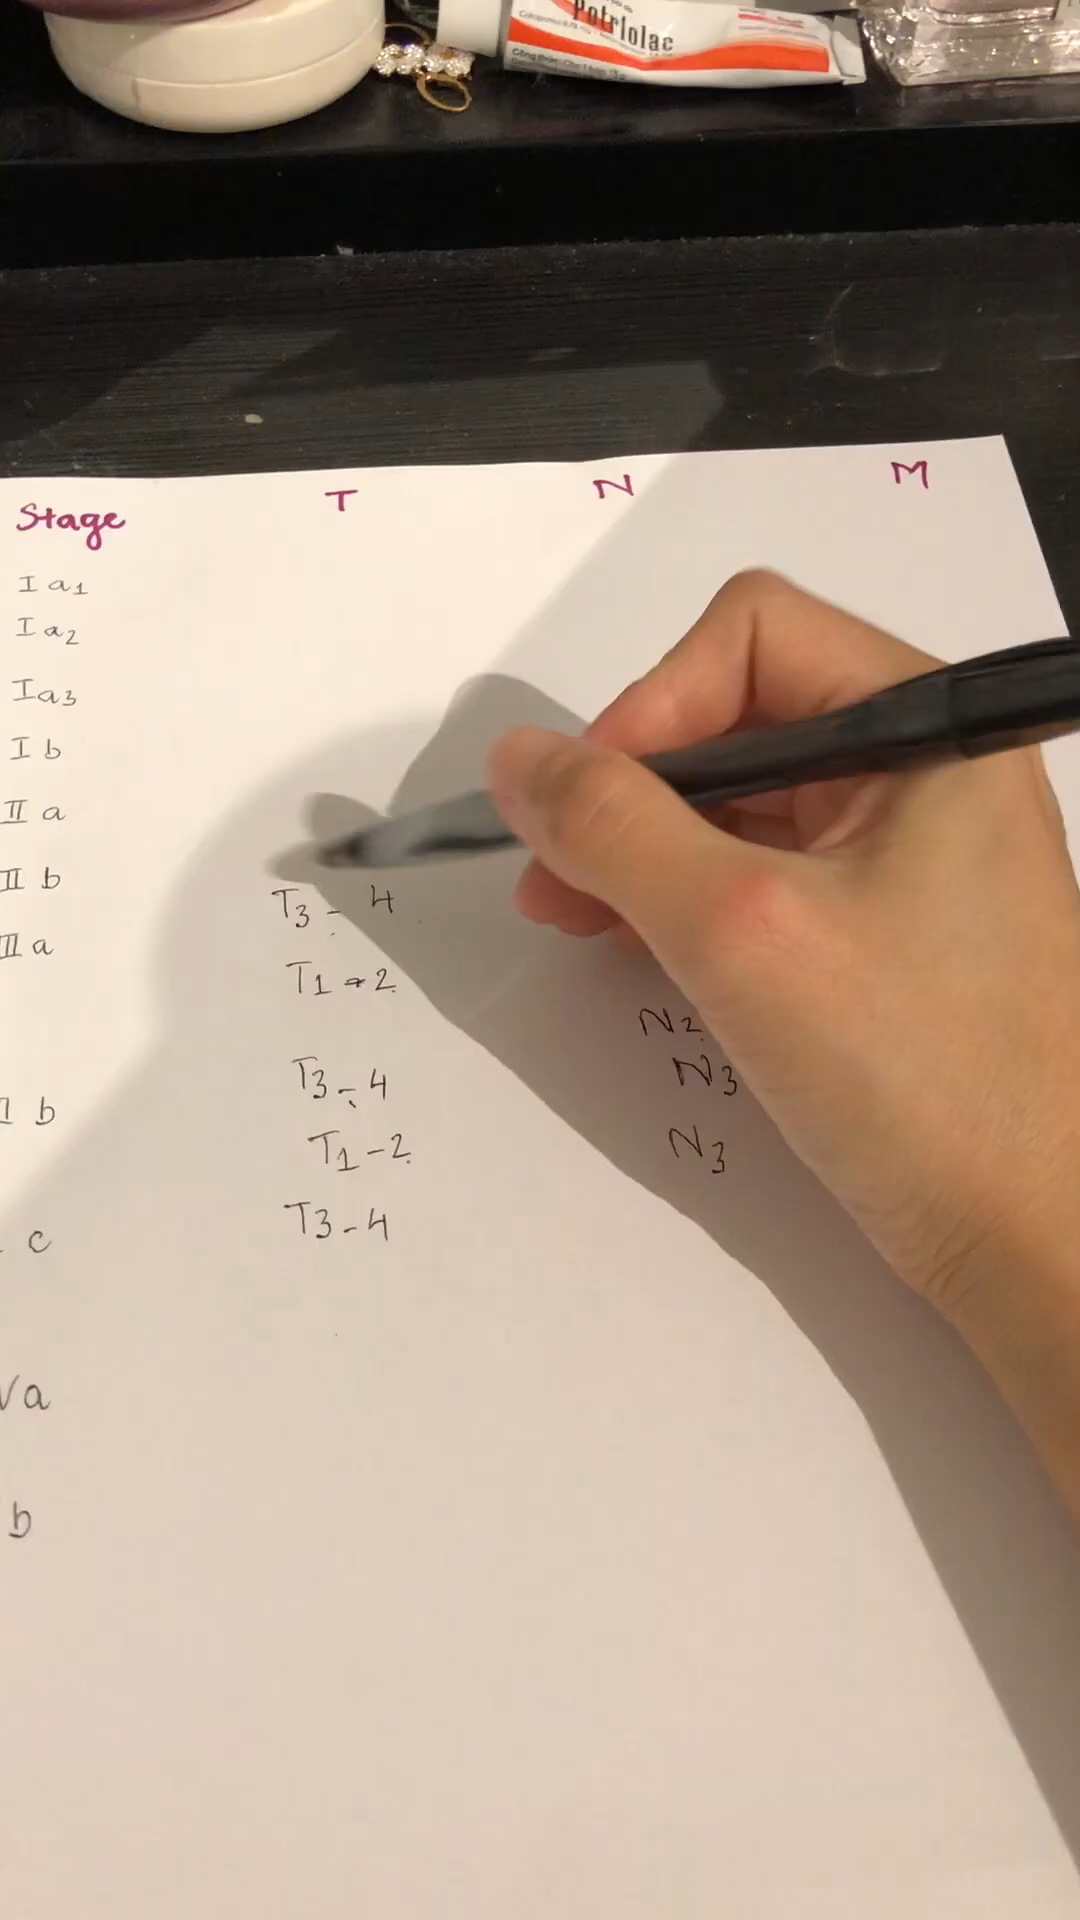 Potriolac
Stage T N M
I a1
I a2
I a3
I b
II a
II b
T3 - 4
II a
T1 - 2
N2
T3 - 4 N3
I b
T1 - 2 N3
T3 - 4
c
Va
b